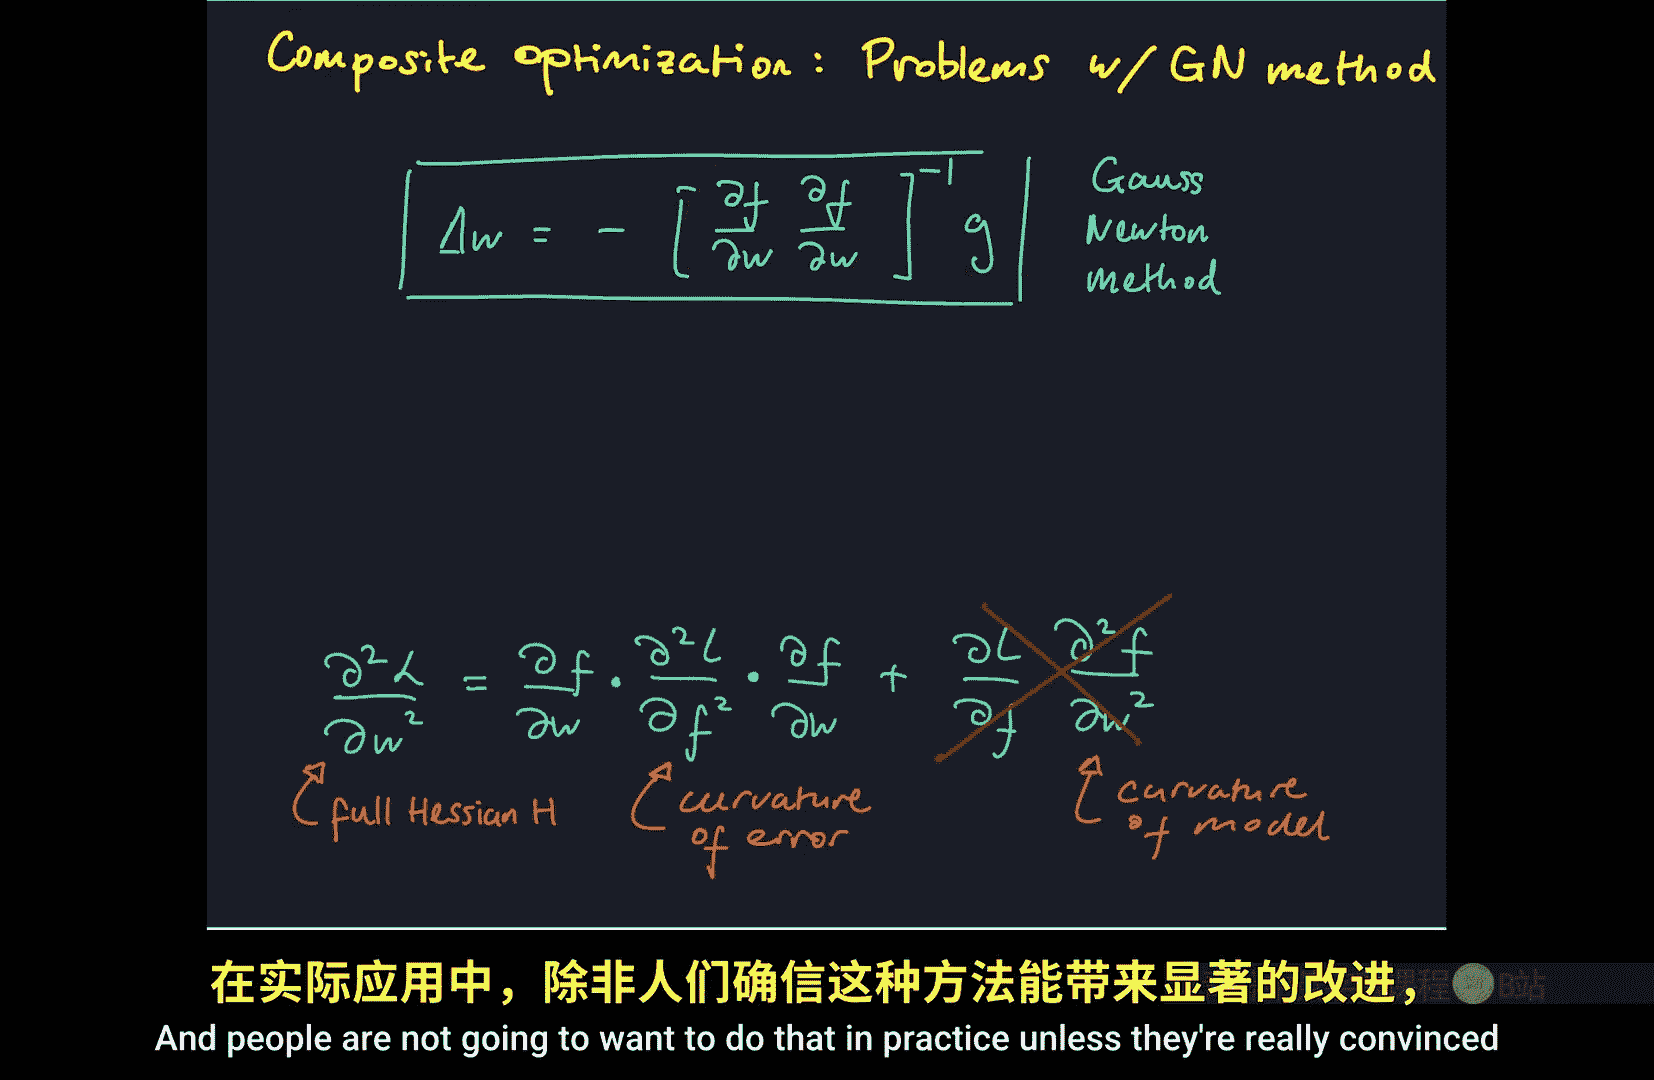 Composite optimization: Problems w/ GN method
Δw = - [ ∂f/∂w ∂f/∂w ]⁻¹ g
Gauss
Newton
method
∂²L/∂w² = ∂f/∂w · ∂²L/∂f² · ∂f/∂w + ∂L/∂f ∂²f/∂w²
full Hessian H
curvature
of error
curvature
of model
在实际应用中，除非人们确信这种方法能带来显著的改进，
And people are not going to want to do that in practice unless they're really convinced